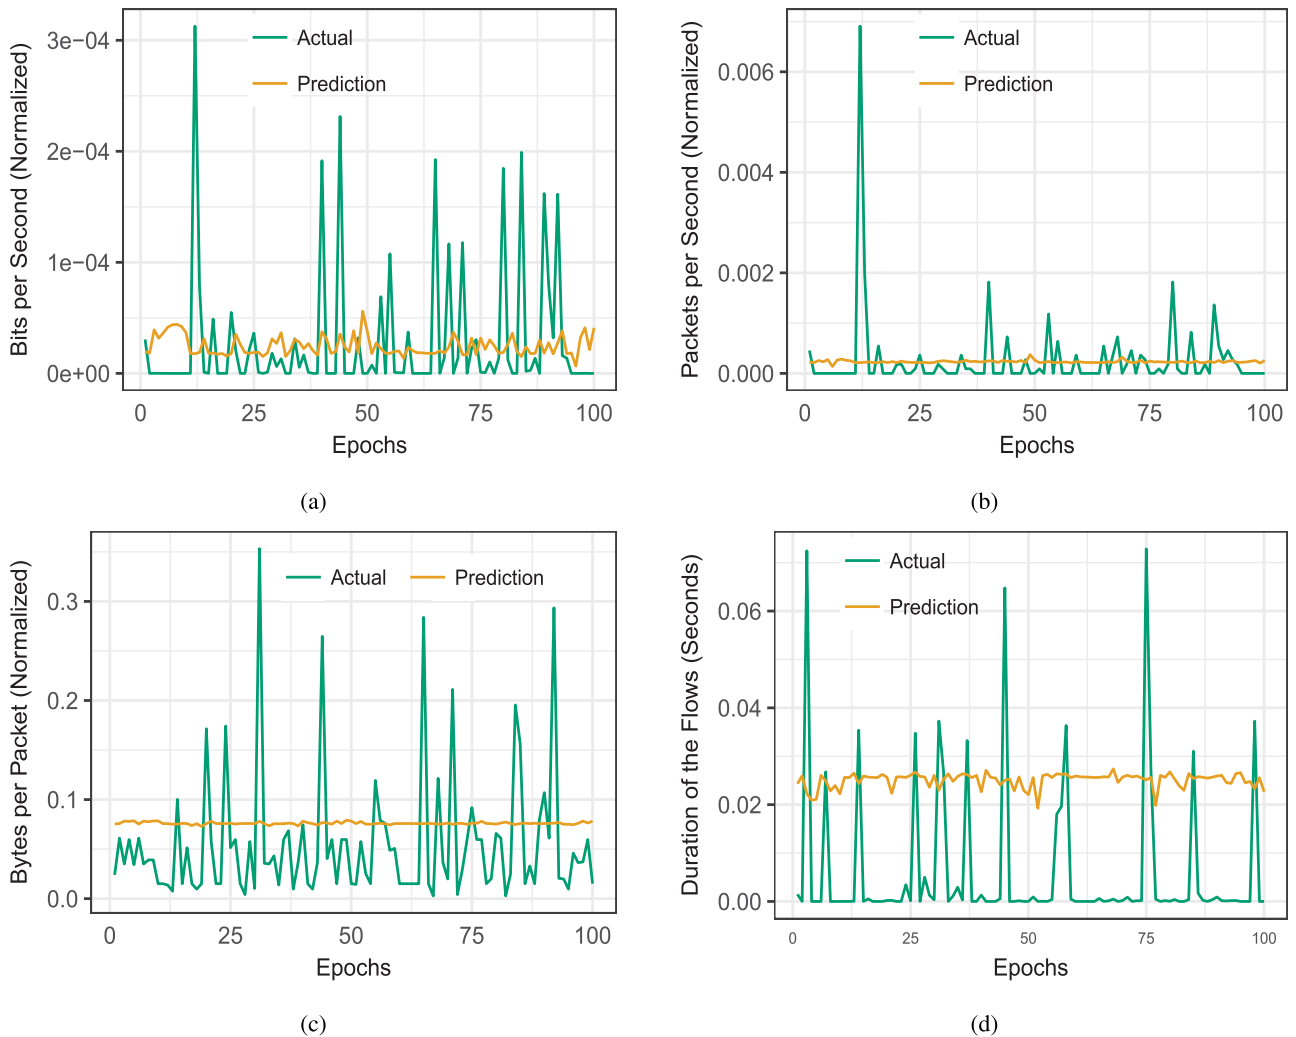 Bits per Second (Normalized)
3e−04
2e−04
1e−04
0e+00
Actual
Prediction
0 25 50 75 100
Epochs
(a)
Packets per Second (Normalized)
0.006
0.004
0.002
0.000
Actual
Prediction
0 25 50 75 100
Epochs
(b)
Bytes per Packet (Normalized)
0.3
0.2
0.1
0.0
Actual Prediction
0 25 50 75 100
Epochs
(c)
Duration of the Flows (Seconds)
0.06
0.04
0.02
0.00
Actual
Prediction
0 25 50 75 100
Epochs
(d)